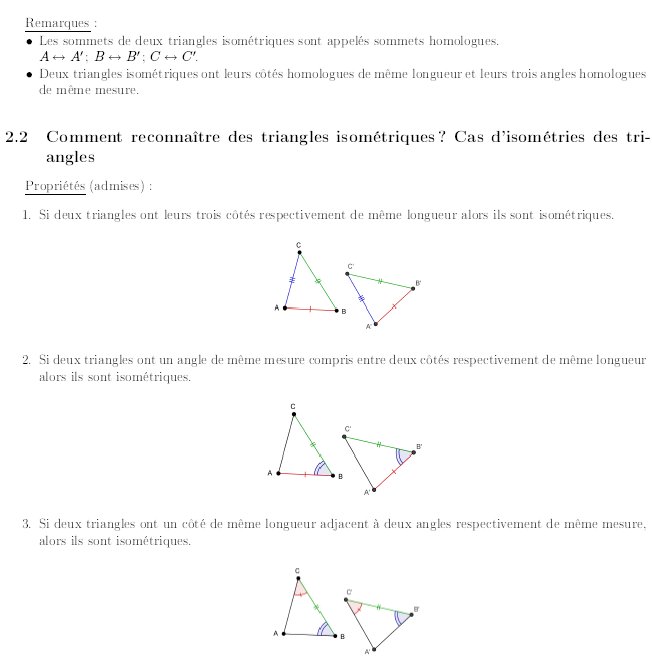 Remarques :
• Les sommets de deux triangles isométriques sont appelés sommets homologues.
A ↔ A′ ; B ↔ B′ ; C ↔ C′.
• Deux triangles isométriques ont leurs côtés homologues de même longueur et leurs trois angles homologues
de même mesure.
2.2 Comment reconnaître des triangles isométriques ? Cas d'isométries des tri-
angles
Propriétés (admises) :
1. Si deux triangles ont leurs trois côtés respectivement de même longueur alors ils sont isométriques.
C
C'
B'
A
B
A'
2. Si deux triangles ont un angle de même mesure compris entre deux côtés respectivement de même longueur
alors ils sont isométriques.
C
C'
B'
A
B
A'
3. Si deux triangles ont un côté de même longueur adjacent à deux angles respectivement de même mesure,
alors ils sont isométriques.
C
C'
B'
A
B
A'